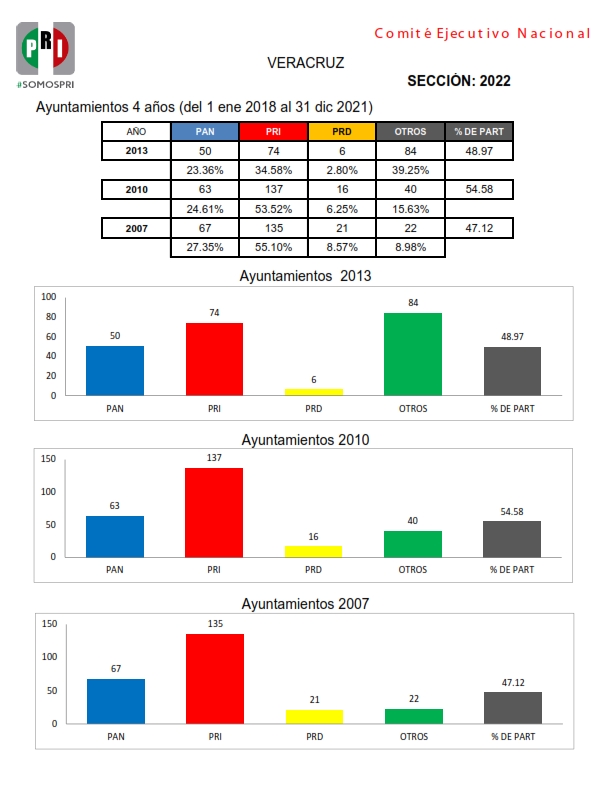 Comité Ejecutivo Nacional
PRI
#SOMOSPRI
VERACRUZ
SECCIÓN: 2022
Ayuntamientos 4 años (del 1 ene 2018 al 31 dic 2021)
AÑO PAN PRI PRD OTROS % DE PART
2013 50 74 6 84 48.97
23.36% 34.58% 2.80% 39.25%
2010 63 137 16 40 54.58
24.61% 53.52% 6.25% 15.63%
2007 67 135 21 22 47.12
27.35% 55.10% 8.57% 8.98%
Ayuntamientos 2013
100
80
60
40
20
0
50 74 6 84 48.97
PAN PRI PRD OTROS % DE PART
Ayuntamientos 2010
150
100
50
0
63 137 16 40 54.58
PAN PRI PRD OTROS % DE PART
Ayuntamientos 2007
150
100
50
0
67 135 21 22 47.12
PAN PRI PRD OTROS % DE PART